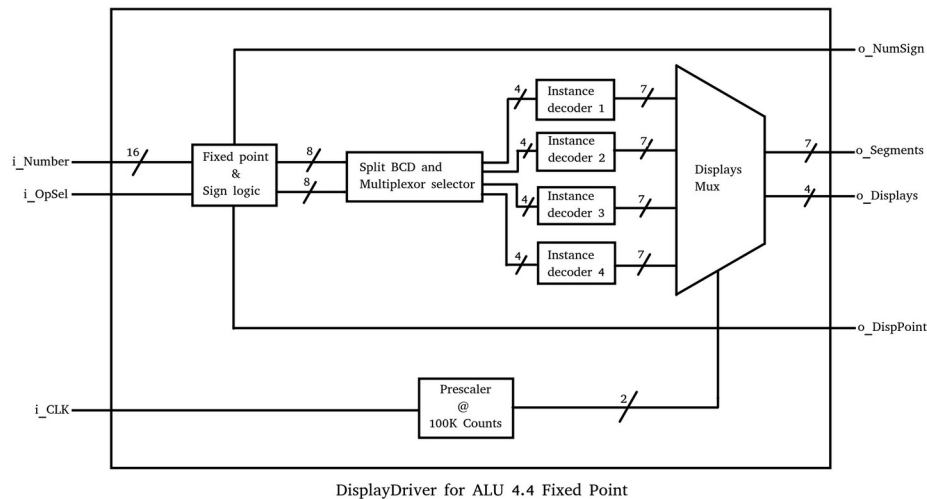 o_NumSign
4
7
Instance
decoder 1
16
i_Number
Fixed point
&
Sign logic
8
8
Split BCD and
Multiplexor selector
4
7
Instance
decoder 2
Displays
Mux
7
o_Segments
i_OpSel
4
7
Instance
decoder 3
4
o_Displays
4
7
Instance
decoder 4
o_DispPoint
i_CLK
Prescaler
@
100K Counts
2
DisplayDriver for ALU 4.4 Fixed Point